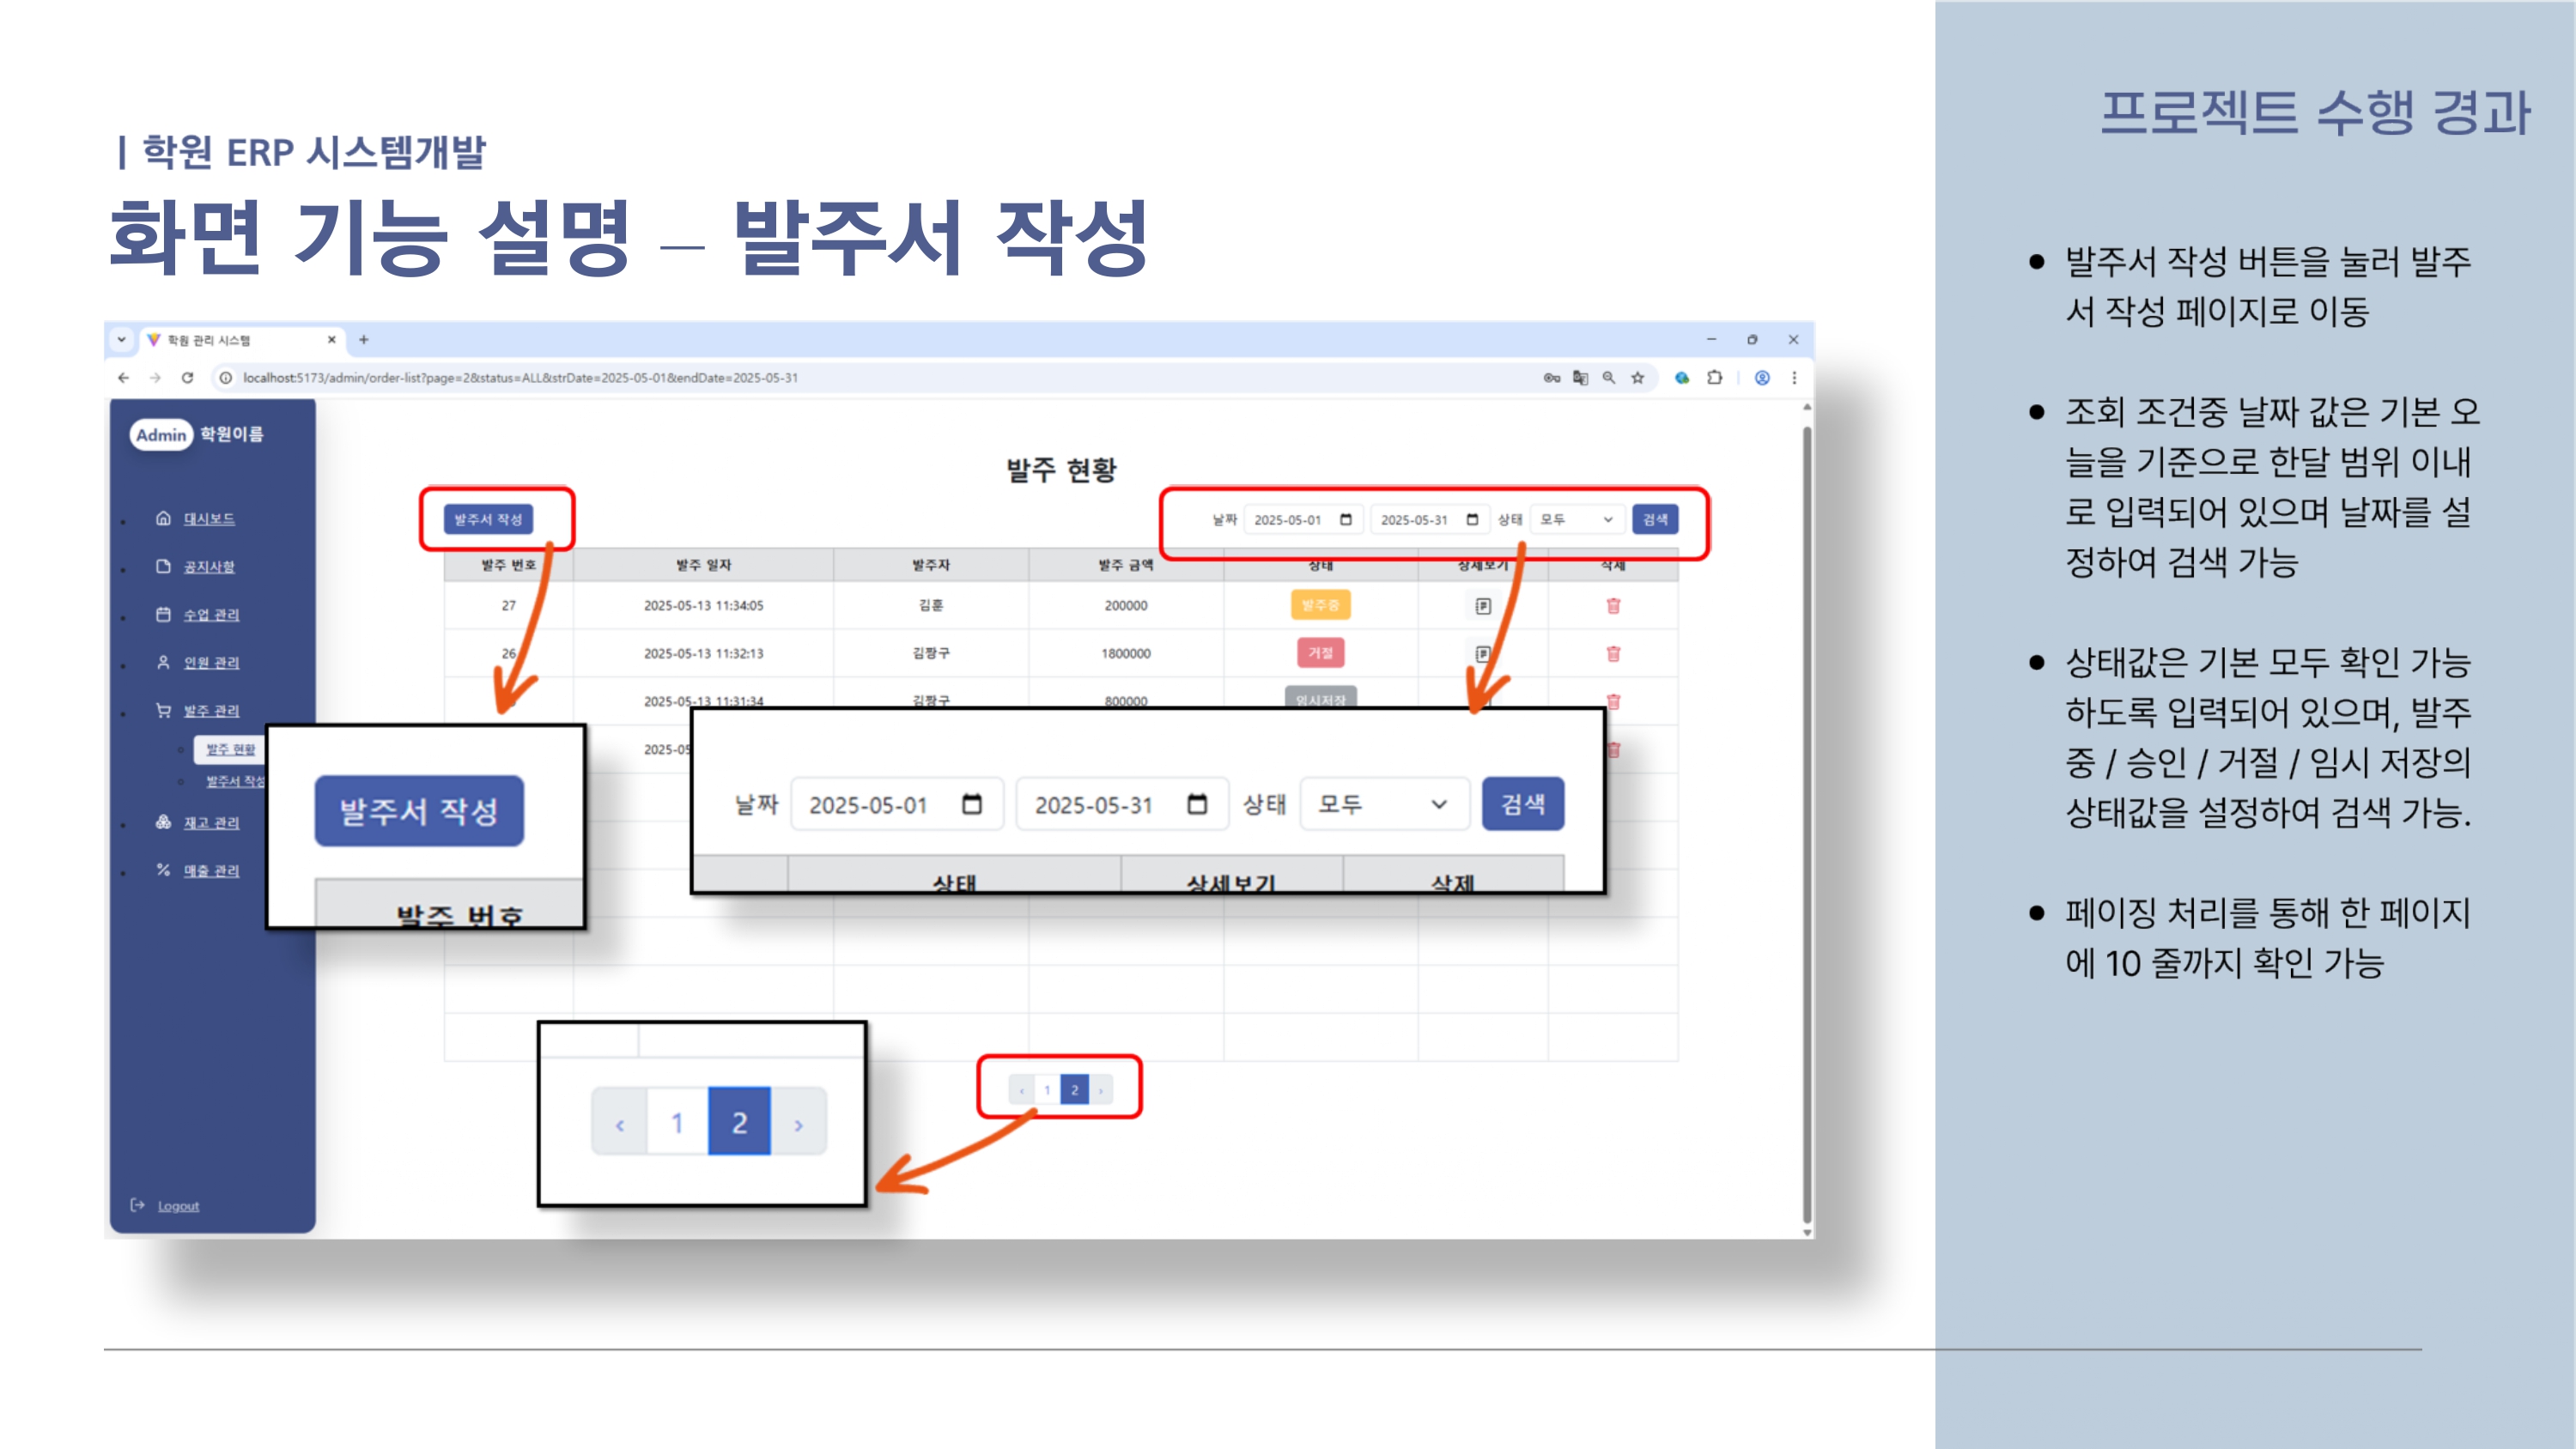 | 학원 ERP 시스템개발
화면 기능 설명 – 발주서 작성
학원 관리 시스템
localhost:5173/admin/order-list?page=2&status=ALL&strDate=2025-05-01&endDate=2025-05-31
Admin 학원이름
대시보드
공지사항
수업 관리
인원 관리
발주 관리
발주 현황
발주서 작성
재고 관리
매출 관리
Logout
발주 현황
발주서 작성
날짜 2025-05-01 2025-05-31 상태 모두 검색
발주 번호 발주 일자 발주자 발주 금액 상태 상세보기 삭제
27 2025-05-13 11:34:05 김훈 200000 발주중
26 2025-05-13 11:32:13 김짱구 1800000 거절
2025-05-13 11:31:34 김짱구 800000 임시저장
2025-05
발주서 작성
발주 번호
날짜 2025-05-01 2025-05-31 상태 모두 검색
상태 상세보기 삭제
‹ 1 2 ›
‹ 1 2 ›
프로젝트 수행 경과
● 발주서 작성 버튼을 눌러 발주
서 작성 페이지로 이동
● 조회 조건중 날짜 값은 기본 오
늘을 기준으로 한달 범위 이내
로 입력되어 있으며 날짜를 설
정하여 검색 가능
● 상태값은 기본 모두 확인 가능
하도록 입력되어 있으며, 발주
중 / 승인 / 거절 / 임시 저장의
상태값을 설정하여 검색 가능.
● 페이징 처리를 통해 한 페이지
에 10 줄까지 확인 가능